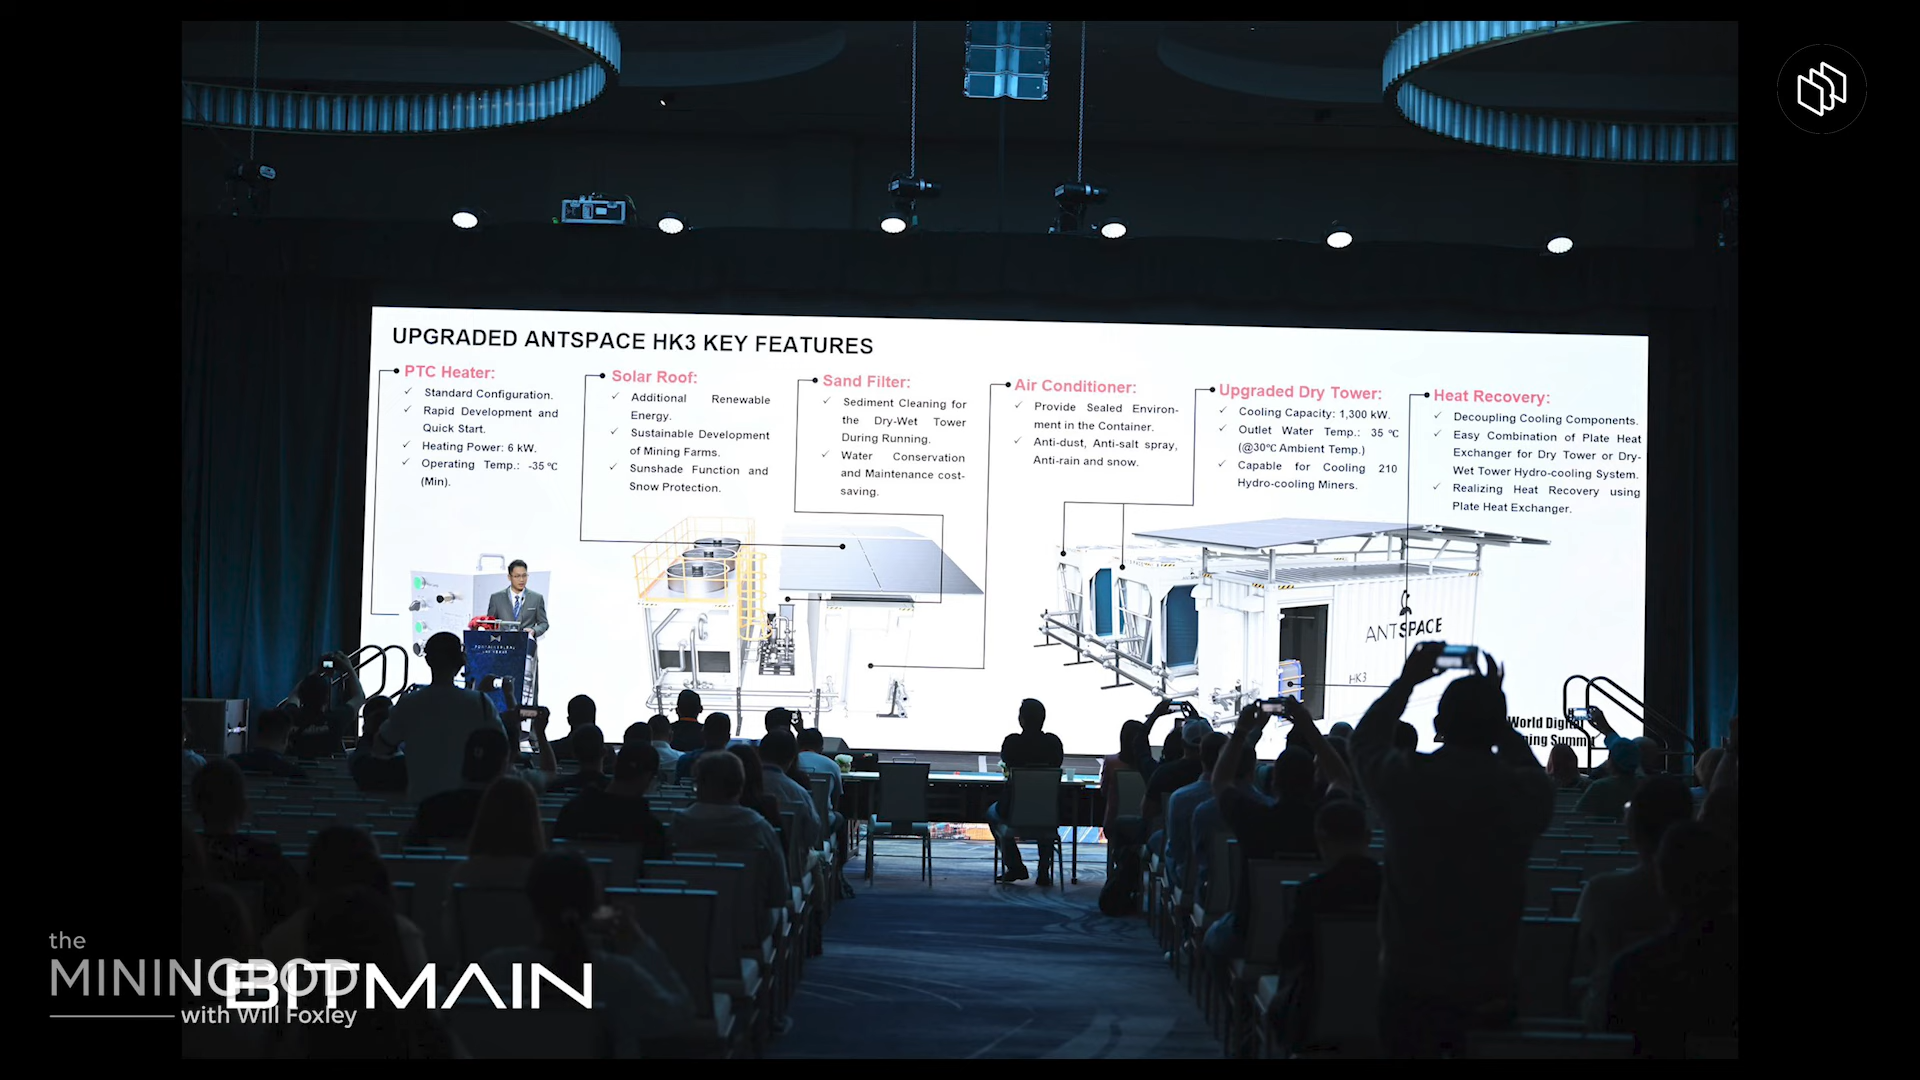 UPGRADED ANTSPACE HK3 KEY FEATURES
PTC Heater:
✓ Standard Configuration.
✓ Rapid Development and
Quick Start.
✓ Heating Power: 6 kW.
✓ Operating Temp.: -35℃
(Min).
Solar Roof:
✓ Additional Renewable
Energy.
✓ Sustainable Development
of Mining Farms.
✓ Sunshade Function and
Snow Protection.
Sand Filter:
✓ Sediment Cleaning for
the Dry-Wet Tower
During Running.
✓ Water Conservation
and Maintenance cost-
saving.
Air Conditioner:
✓ Provide Sealed Environ-
ment in the Container.
✓ Anti-dust, Anti-salt spray,
Anti-rain and snow.
Upgraded Dry Tower:
✓ Cooling Capacity: 1,300 kW.
✓ Outlet Water Temp.: 35 ℃
(@30℃ Ambient Temp.)
✓ Capable for Cooling 210
Hydro-cooling Miners.
Heat Recovery:
✓ Decoupling Cooling Components.
✓ Easy Combination of Plate Heat
Exchanger for Dry Tower or Dry-
Wet Tower Hydro-cooling System.
✓ Realizing Heat Recovery using
Plate Heat Exchanger.
ANTSPACE
HK3
World Digital
Summit
the
MININGPOD
with Will Foxley
BITMAIN